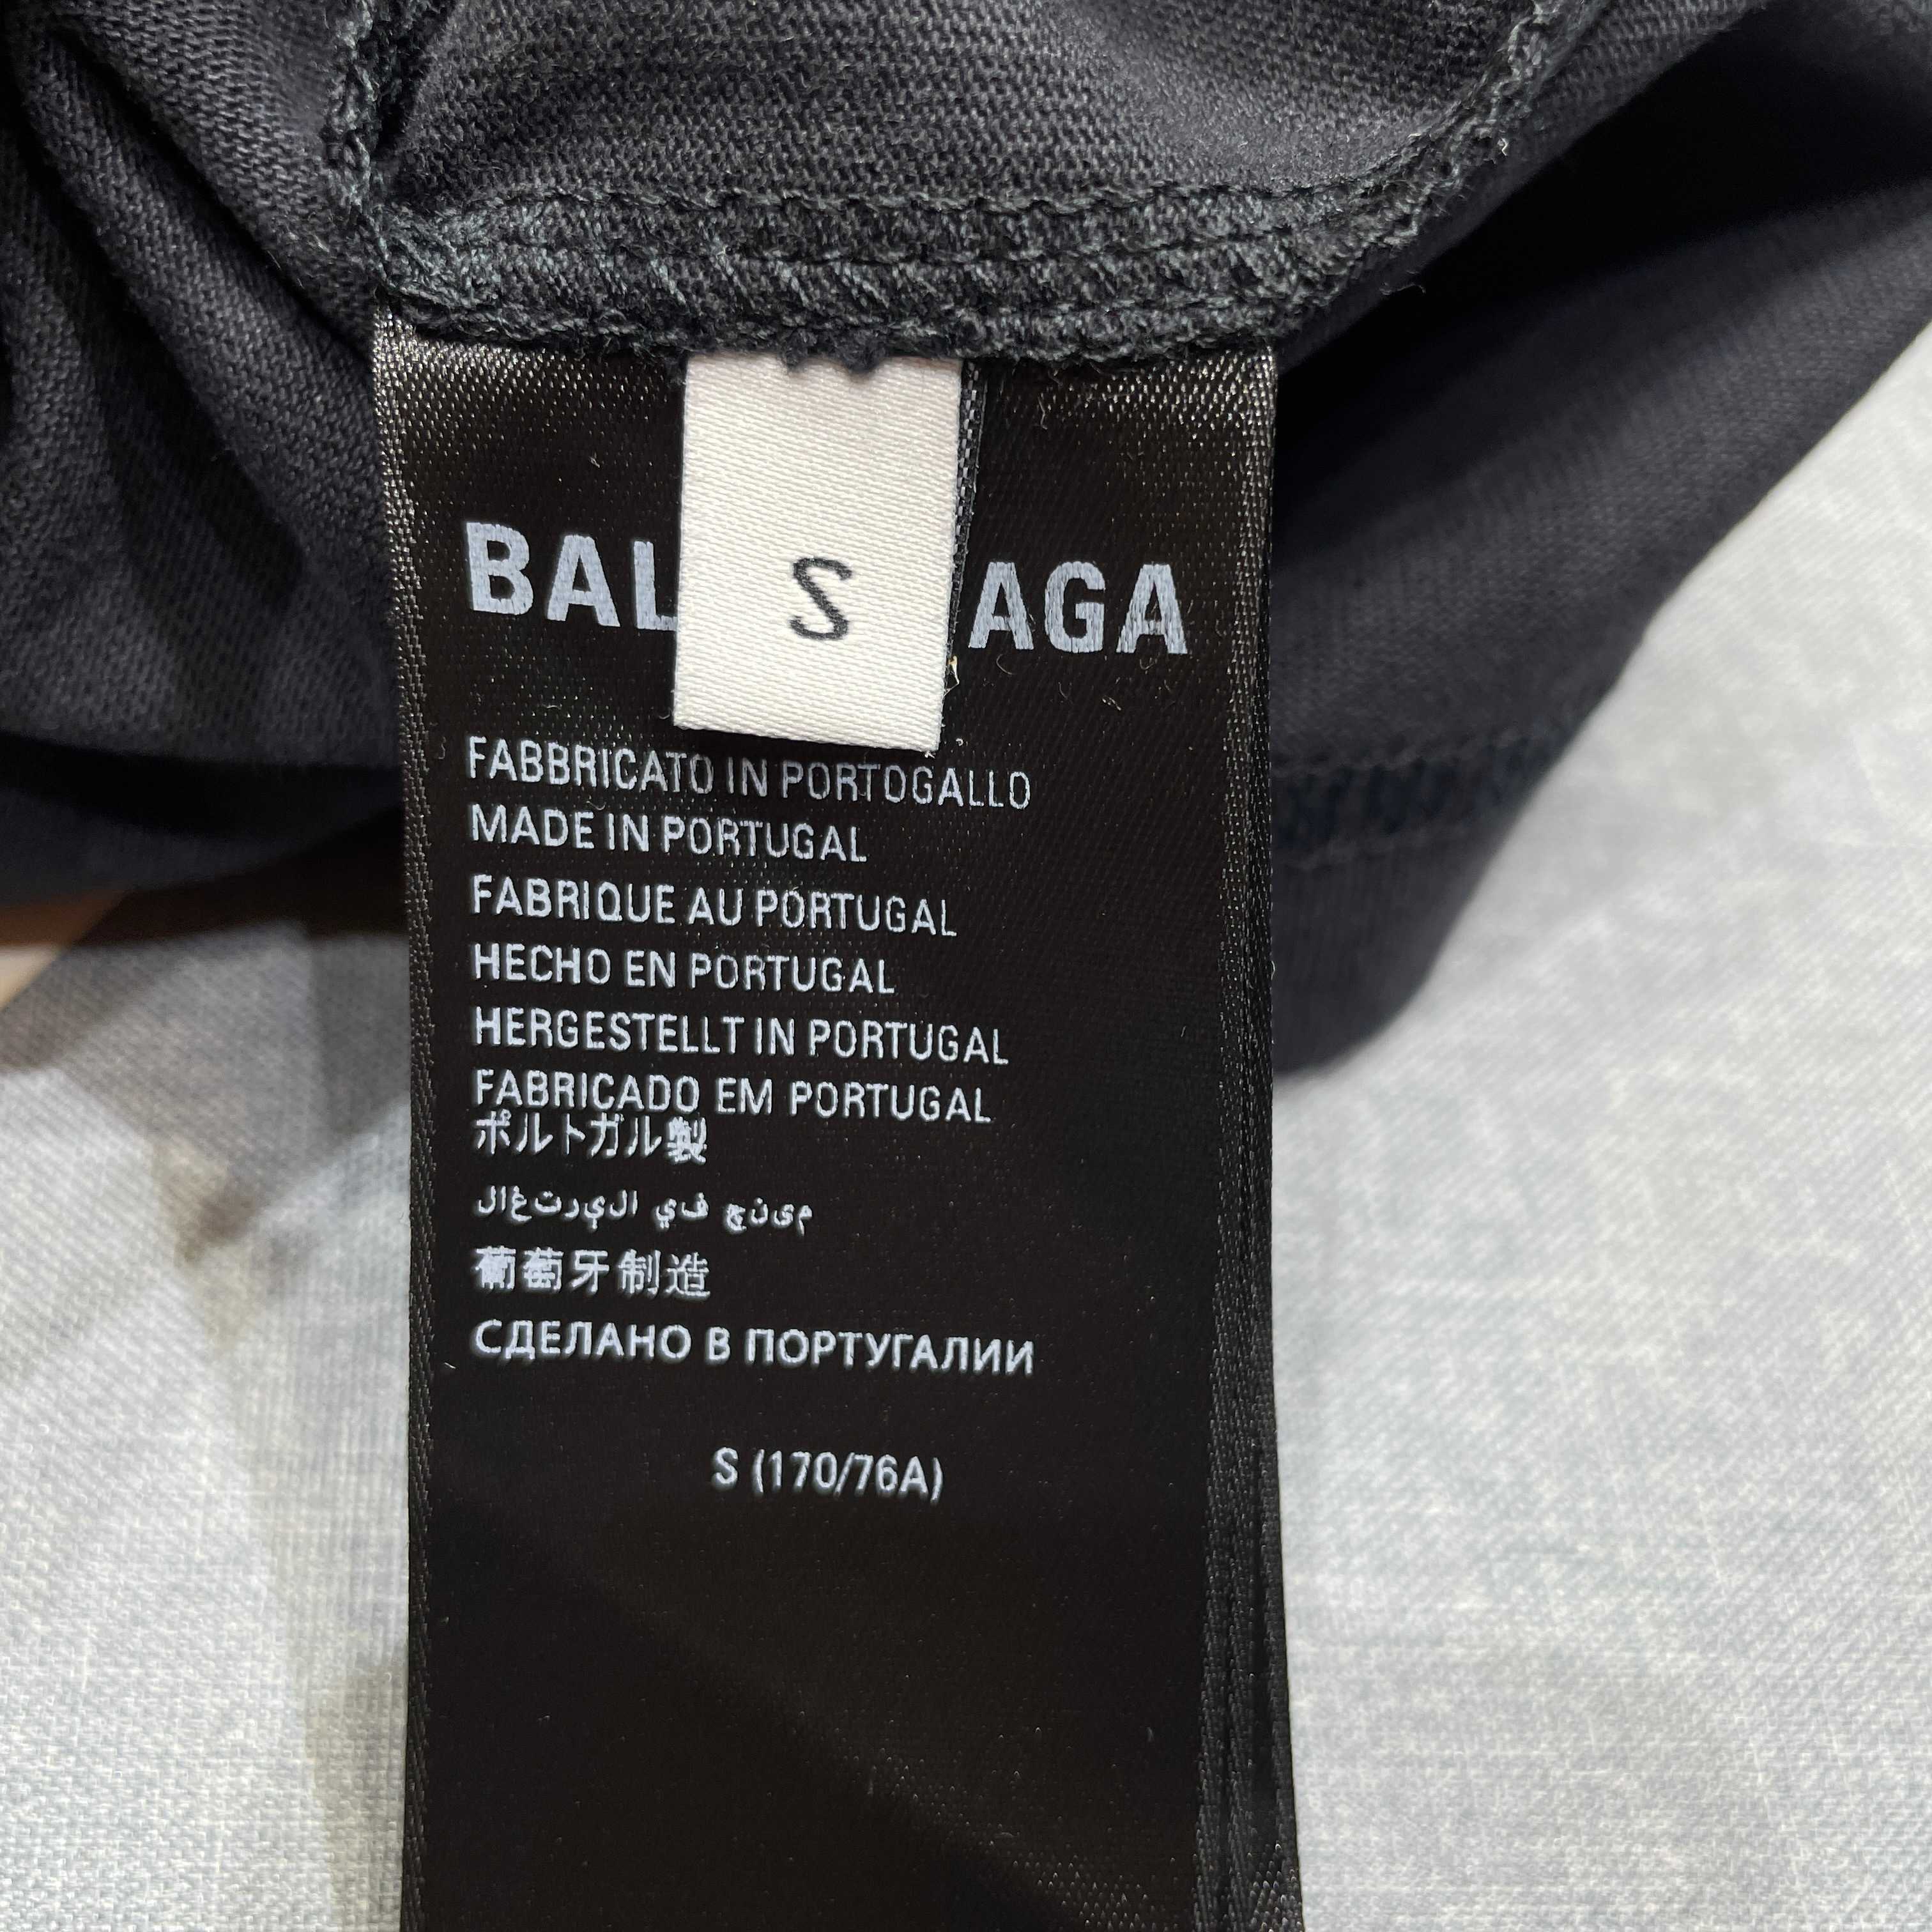 BAL AGA
S
FABBRICATO IN PORTOGALLO
MADE IN PORTUGAL
FABRIQUE AU PORTUGAL
HECHO EN PORTUGAL
HERGESTELLT IN PORTUGAL
FABRICADO EM PORTUGAL
ポルトガル製
葡萄牙制造
СДЕЛАНО В ПОРТУГАЛИИ
S (170/76A)